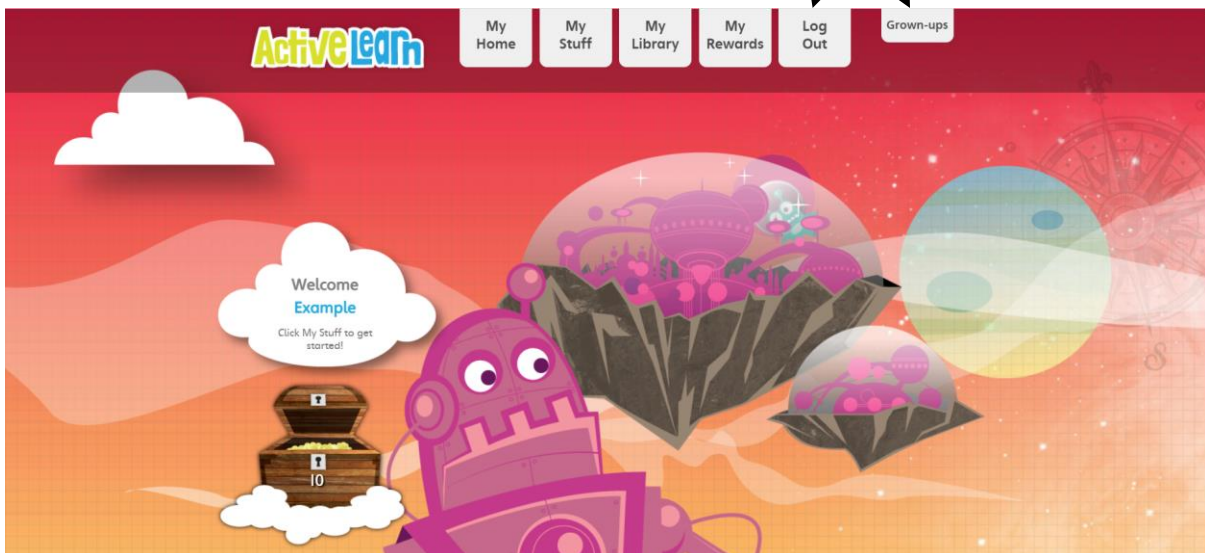 ActiveLearn
My
Home
My
Stuff
My
Library
My
Rewards
Log
Out
Grown-ups
Welcome
Example
Click My Stuff to get
started!
10